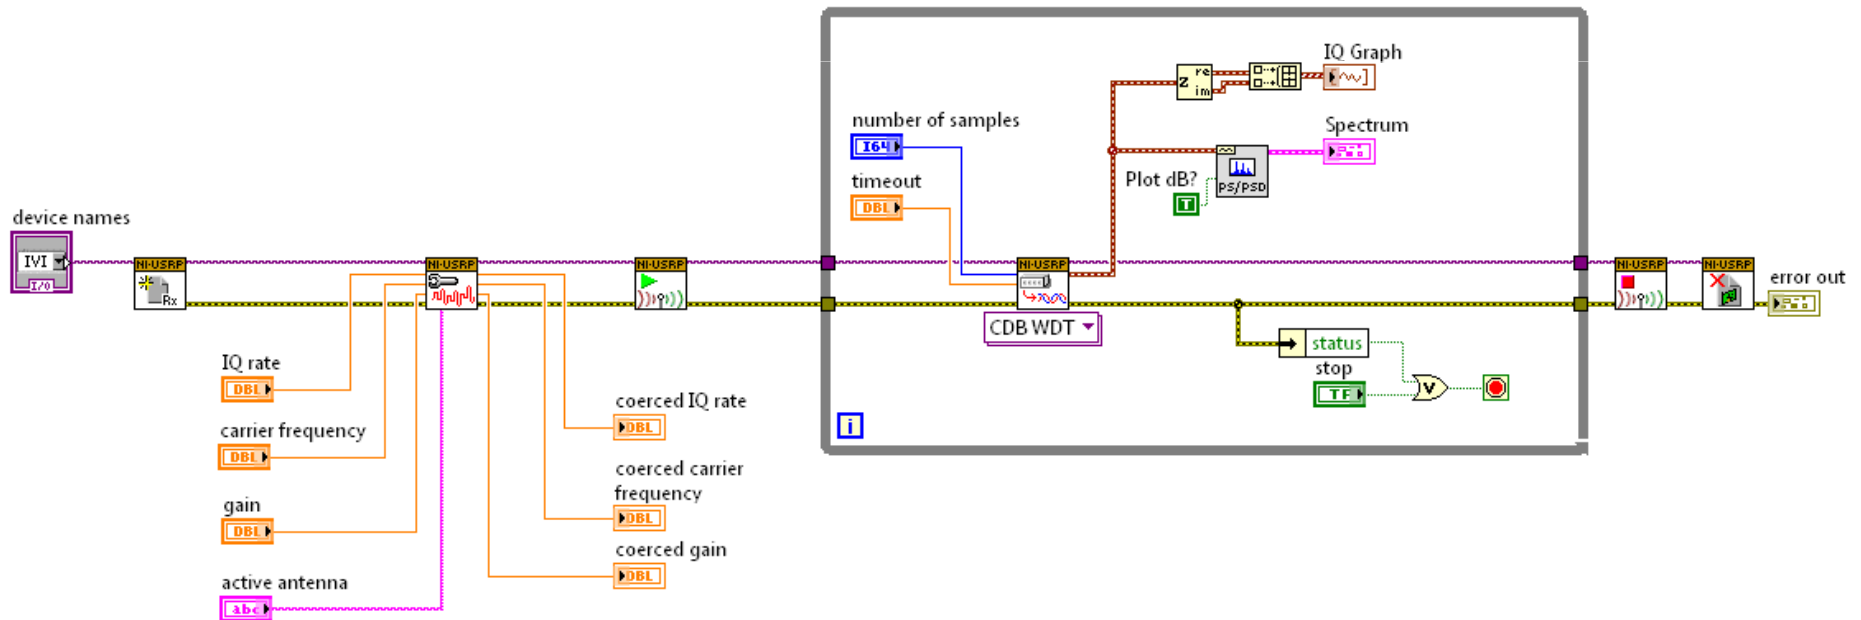 device names
IVI
I/O
NI-USRP
Rx
NI-USRP
NI-USRP
IQ rate
DBL
carrier frequency
DBL
gain
DBL
active antenna
abc
coerced IQ rate
DBL
coerced carrier
frequency
DBL
coerced gain
DBL
number of samples
I64
timeout
DBL
NI-USRP
CDB WDT
z
re
im
IQ Graph
Plot dB?
T
PS/PSD
Spectrum
status
stop
TF
V
i
NI-USRP
NI-USRP
error out